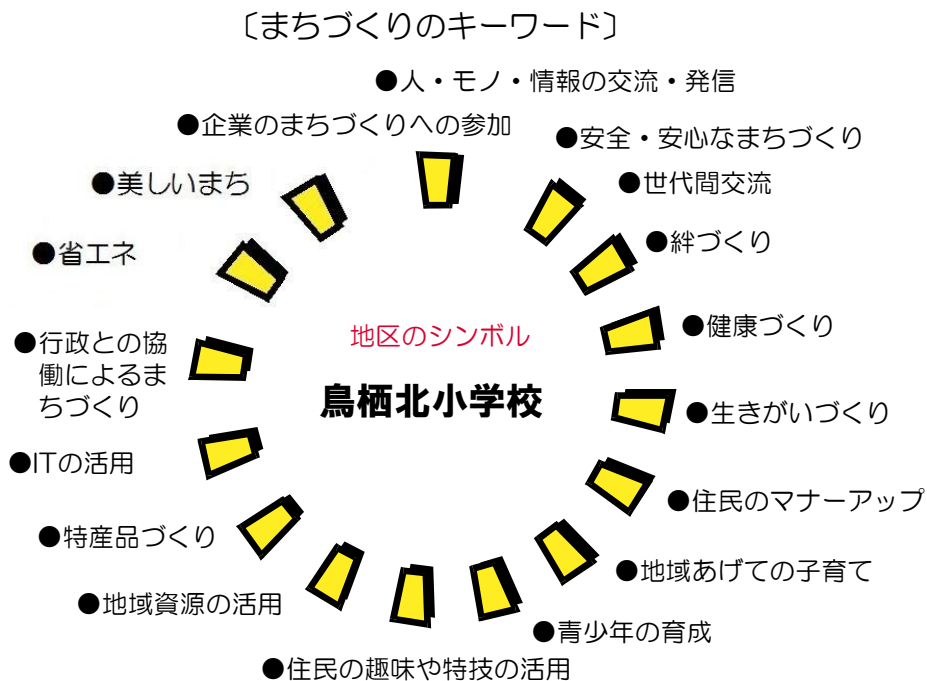 〔まちづくりのキーワード〕
●人・モノ・情報の交流・発信
●企業のまちづくりへの参加
●安全・安心なまちづくり
●美しいまち
●世代間交流
●省エネ
●絆づくり
●健康づくり
地区のシンボル
●行政との協
働によるま
ちづくり
鳥栖北小学校
●生きがいづくり
●ITの活用
●住民のマナーアップ
●特産品づくり
●地域あげての子育て
●地域資源の活用
●青少年の育成
●住民の趣味や特技の活用